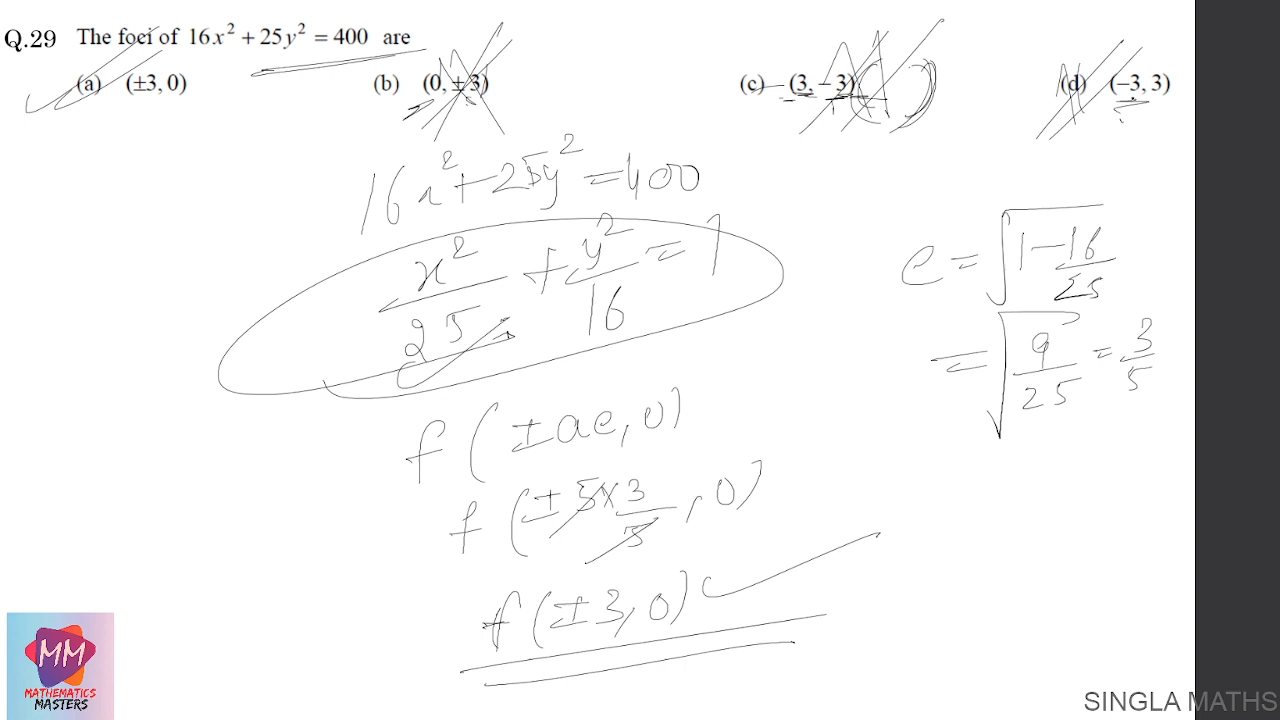 Q.29 The foci of 16x² + 25y² = 400 are
(a) (±3, 0) (b) (0, ±3) (c) (3, −3) (d) (−3, 3)
16x² + 25y² = 400
x²/25 + y²/16 = 1
e = √(1 − 16/25)
= √(9/25) = 3/5
f (±ae, 0)
f (±5×3/5, 0)
f (±3, 0)
MM
MATHEMATICS
MASTERS
SINGLA MATHS